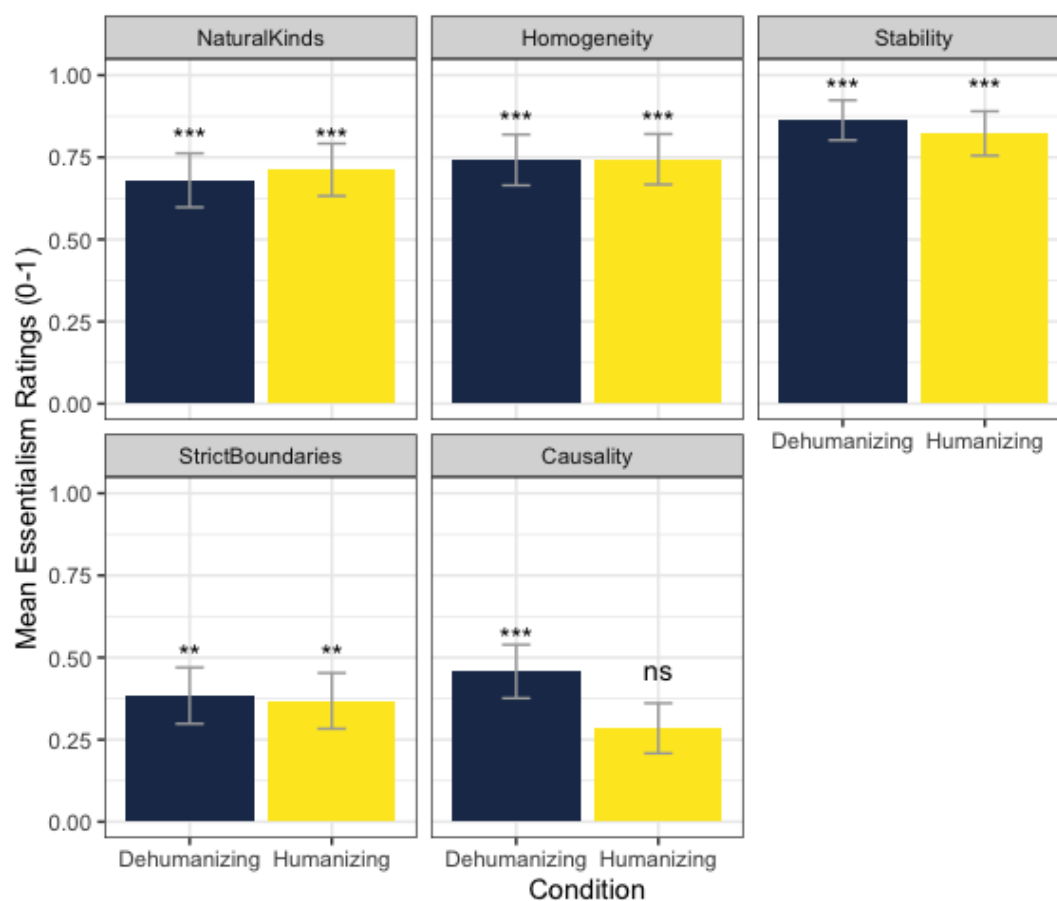 NaturalKinds Homogeneity Stability
Mean Essentialism Ratings (0-1)
1.00
*** *** *** *** *** ***
0.75
0.50
0.25
0.00
Dehumanizing Humanizing
StrictBoundaries Causality
1.00
0.75
** ** *** ns
0.50
0.25
0.00
Dehumanizing Humanizing Dehumanizing Humanizing
Condition